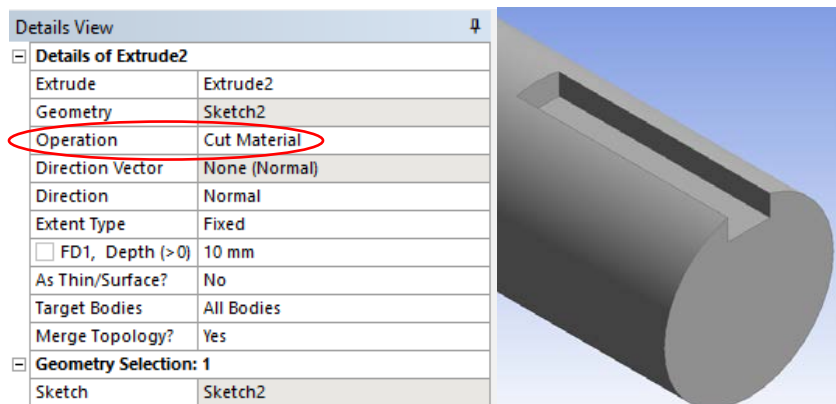 Details View
Details of Extrude2
Extrude Extrude2
Geometry Sketch2
Operation Cut Material
Direction Vector None (Normal)
Direction Normal
Extent Type Fixed
FD1, Depth (>0) 10 mm
As Thin/Surface? No
Target Bodies All Bodies
Merge Topology? Yes
Geometry Selection: 1
Sketch Sketch2